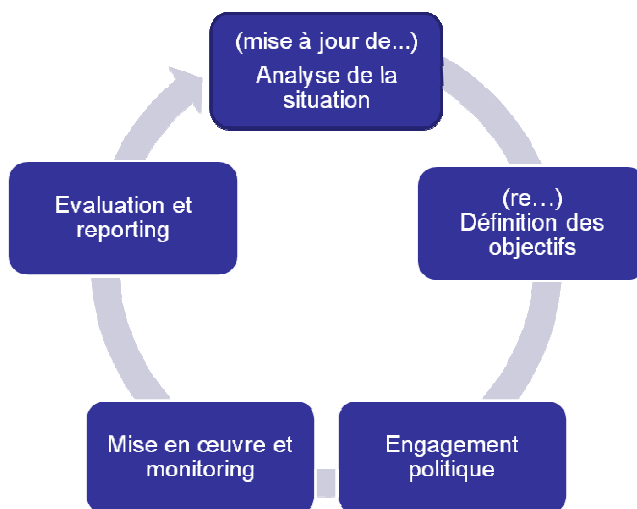 (mise à jour de...)
Analyse de la
situation
(re…)
Définition des
objectifs
Engagement
politique
Mise en œuvre et
monitoring
Evaluation et
reporting